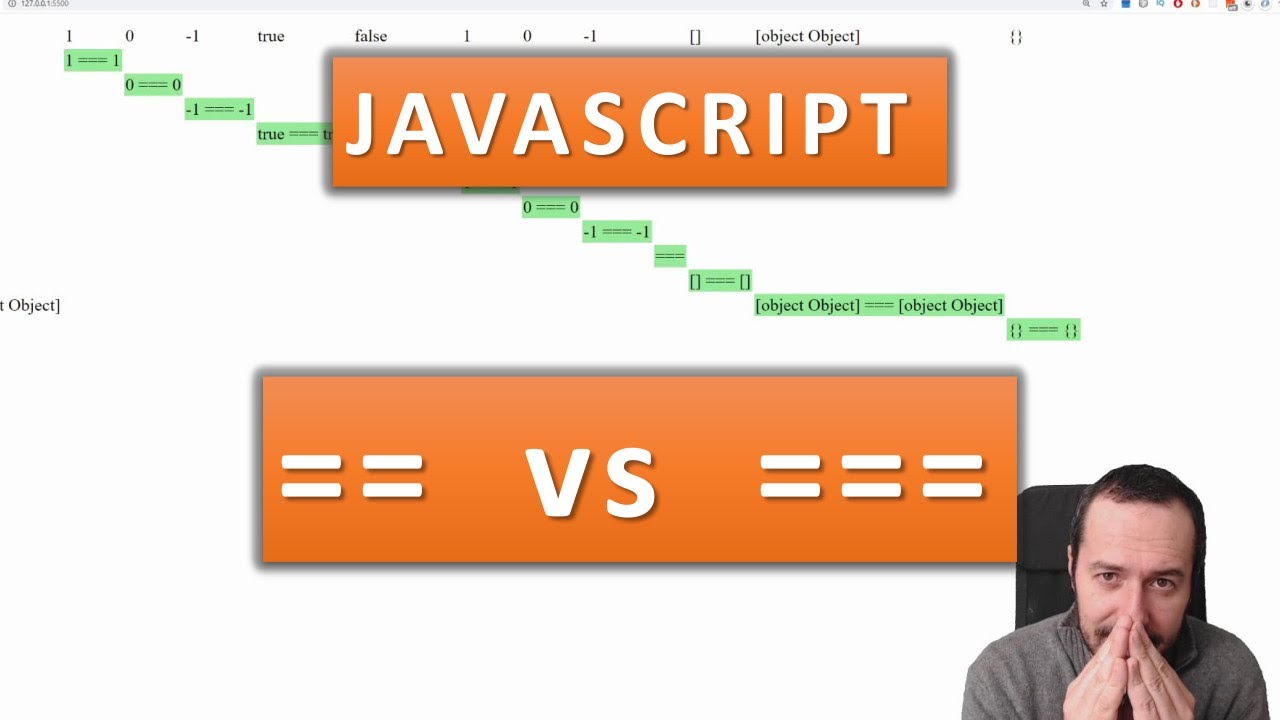 127.0.0.1:5500
1 0 -1 true false 1 0 -1 [] [object Object] {}
1 === 1
0 === 0
-1 === -1
true === tr
JAVASCRIPT
0 === 0
-1 === -1
===
[] === []
t Object] [object Object] === [object Object]
{} === {}
== vs ===